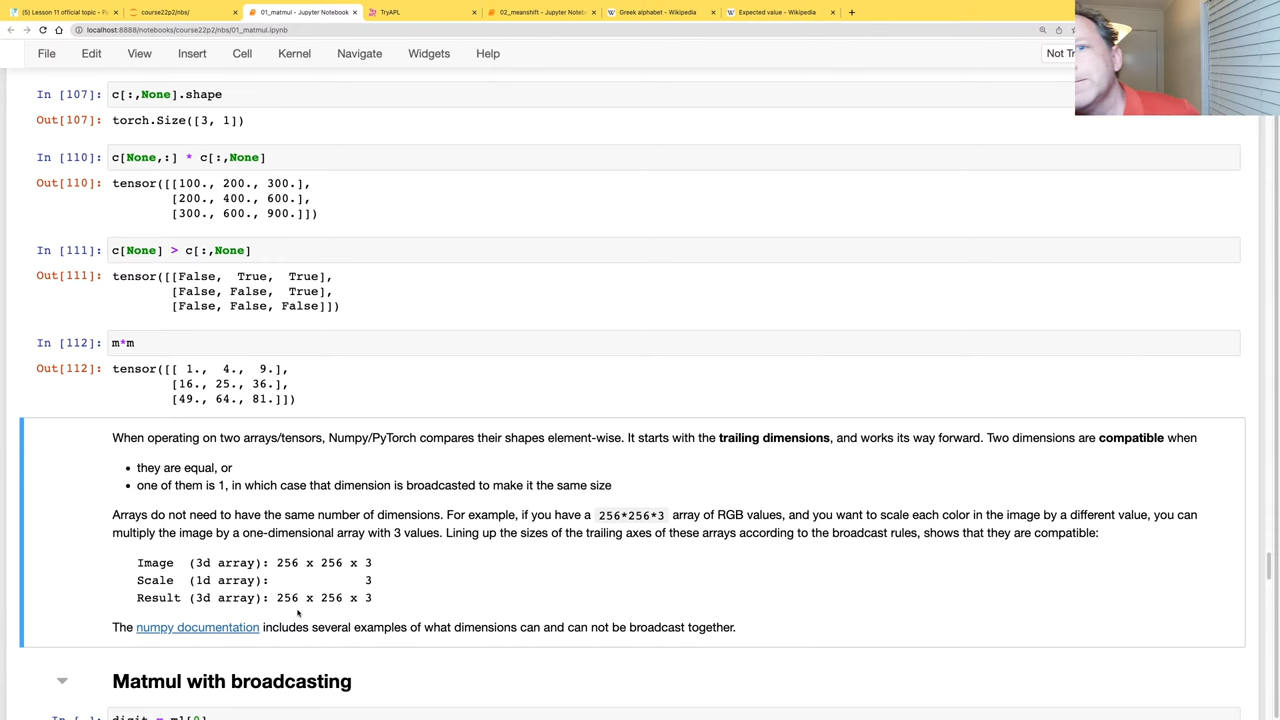 (5) Lesson 11 official topic - Pa
course22p2/nbs/
01_matmul - Jupyter Notebook
TryAPL
02_meanshift - Jupyter Notebo
Greek alphabet - Wikipedia
Expected value - Wikipedia
localhost:8888/notebooks/course22p2/nbs/01_matmul.ipynb
File Edit View Insert Cell Kernel Navigate Widgets Help Not Tr
In [107]: c[:,None].shape
Out[107]: torch.Size([3, 1])
In [110]: c[None,:] * c[:,None]
Out[110]: tensor([[100., 200., 300.],
[200., 400., 600.],
[300., 600., 900.]])
In [111]: c[None] > c[:,None]
Out[111]: tensor([[False, True, True],
[False, False, True],
[False, False, False]])
In [112]: m*m
Out[112]: tensor([[ 1., 4., 9.],
[16., 25., 36.],
[49., 64., 81.]])
When operating on two arrays/tensors, Numpy/PyTorch compares their shapes element-wise. It starts with the trailing dimensions, and works its way forward. Two dimensions are compatible when
• they are equal, or
• one of them is 1, in which case that dimension is broadcasted to make it the same size
Arrays do not need to have the same number of dimensions. For example, if you have a 256*256*3 array of RGB values, and you want to scale each color in the image by a different value, you can
multiply the image by a one-dimensional array with 3 values. Lining up the sizes of the trailing axes of these arrays according to the broadcast rules, shows that they are compatible:
Image (3d array): 256 x 256 x 3
Scale (1d array): 3
Result (3d array): 256 x 256 x 3
The numpy documentation includes several examples of what dimensions can and can not be broadcast together.
Matmul with broadcasting
In [ ]: digit = m1[0]